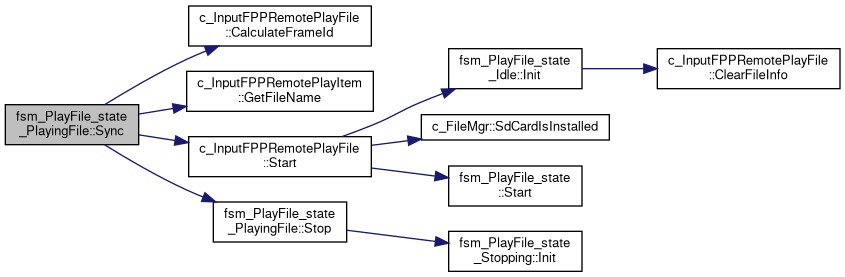 fsm_PlayFile_state
_PlayingFile::Sync
c_InputFPPRemotePlayFile
::CalculateFrameId
c_InputFPPRemotePlayItem
::GetFileName
c_InputFPPRemotePlayFile
::Start
fsm_PlayFile_state
_PlayingFile::Stop
fsm_PlayFile_state
_Idle::Init
c_FileMgr::SdCardIsInstalled
fsm_PlayFile_state
::Start
fsm_PlayFile_state
_Stopping::Init
c_InputFPPRemotePlayFile
::ClearFileInfo